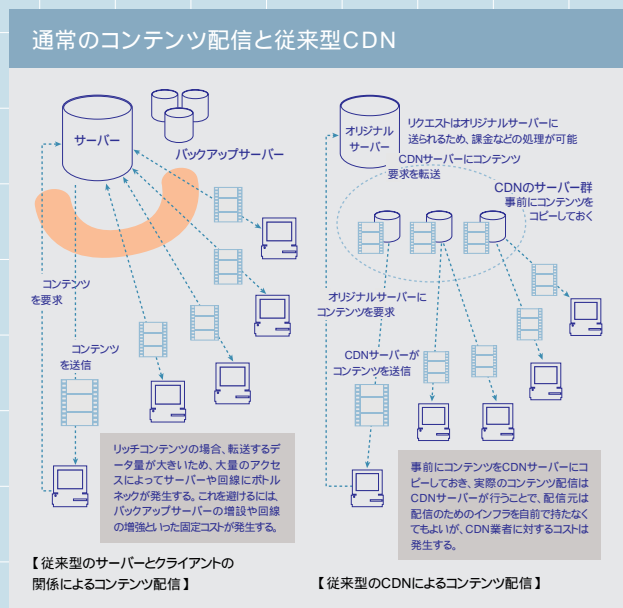 通常のコンテンツ配信と従来型CDN
サーバー
バックアップサーバー
コンテンツ
を要求
コンテンツ
を送信
リッチコンテンツの場合、転送するデ
ータ量が大きいため、大量のアクセ
スによってサーバーや回線にボトル
ネックが発生する。これを避けるには、
バックアップサーバーの増設や回線
の増強といった固定コストが発生する。
【従来型のサーバーとクライアントの
関係によるコンテンツ配信】
オリジナル
サーバー
リクエストはオリジナルサーバーに
送られるため、課金などの処理が可能
CDNサーバーにコンテンツ
要求を転送
CDNのサーバー群
事前にコンテンツを
コピーしておく
オリジナルサーバーに
コンテンツを要求
CDNサーバーが
コンテンツを送信
事前にコンテンツをCDNサーバーにコ
ピーしておき、実際のコンテンツ配信は
CDNサーバーが行うことで、配信元は
配信のためのインフラを自前で持たなく
てもよいが、CDN業者に対するコストは
発生する。
【従来型のCDNによるコンテンツ配信】